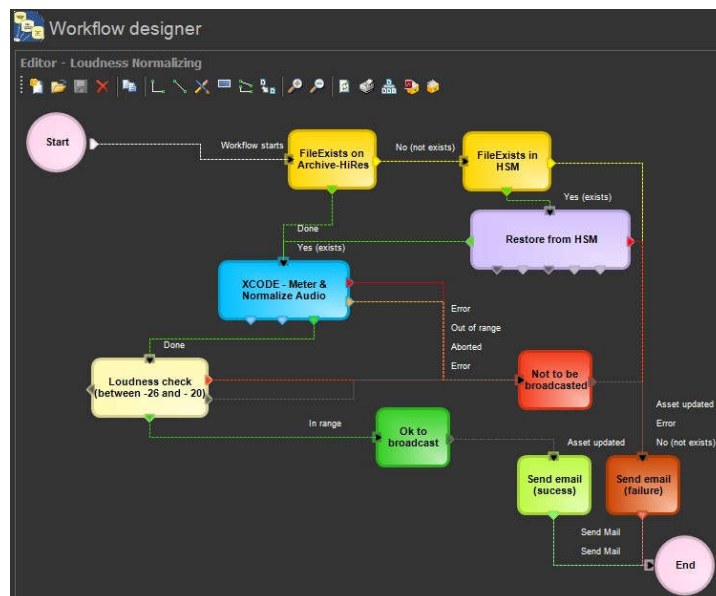 Workflow designer
Editor - Loudness Normalizing
Start
Workflow starts
FileExists on
Archive-HiRes
No (not exists)
FileExists in
HSM
Yes (exists)
Done
Yes (exists)
Restore from HSM
XCODE - Meter &
Normalize Audio
Error
Out of range
Aborted
Error
Done
Loudness check
(between -26 and - 20)
Not to be
broadcasted
In range
Ok to
broadcast
Asset updated
Asset updated
Error
No (not exists)
Send email
(sucess)
Send email
(failure)
Send Mail
Send Mail
End